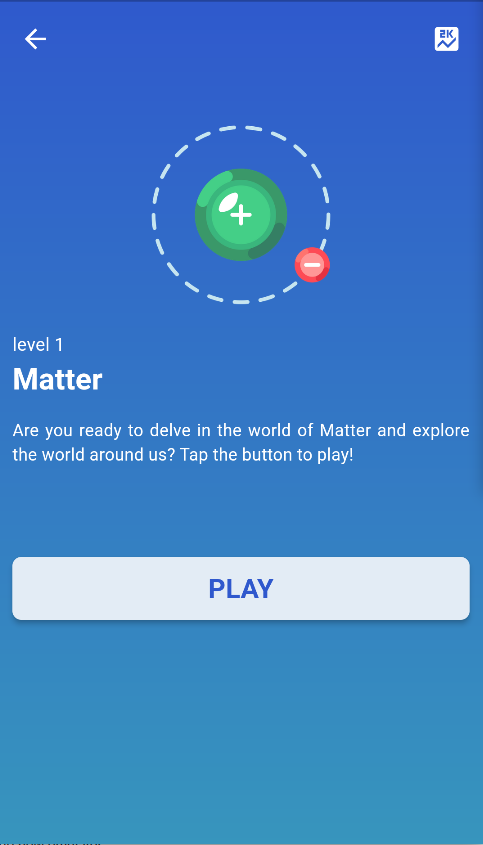 2K
level 1
Matter
Are you ready to delve in the world of Matter and explore
the world around us? Tap the button to play!
PLAY